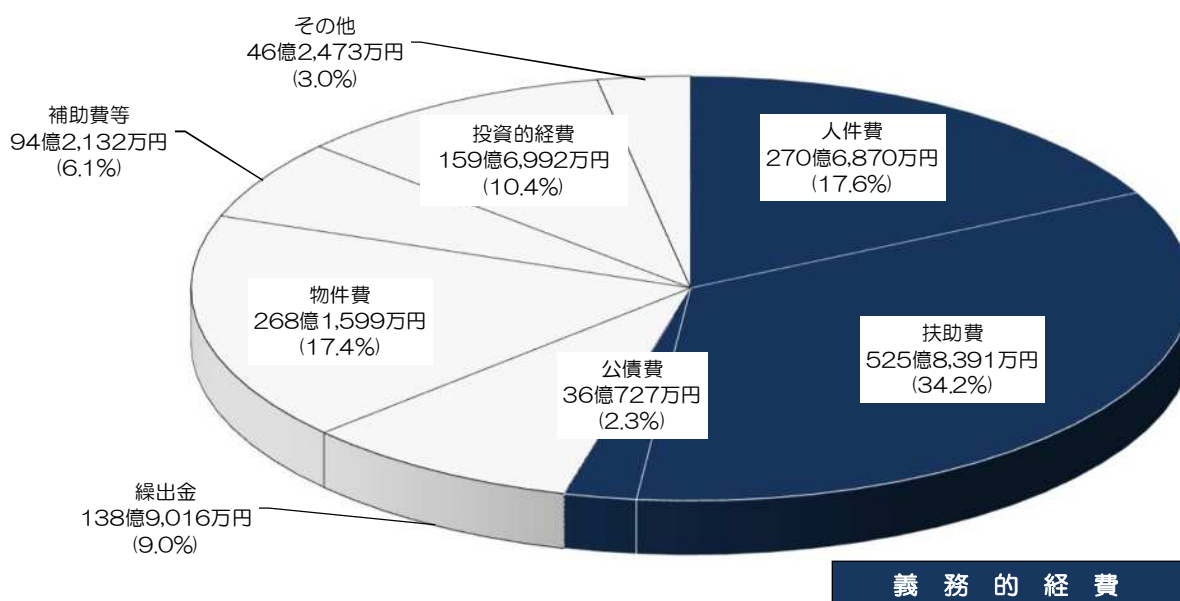 その他
46億2,473万円
(3.0%)
補助費等
94億2,132万円
(6.1%)
投資的経費
159億6,992万円
(10.4%)
人件費
270億6,870万円
(17.6%)
物件費
268億1,599万円
(17.4%)
公債費
36億727万円
(2.3%)
扶助費
525億8,391万円
(34.2%)
繰出金
138億9,016万円
(9.0%)
義務的経費